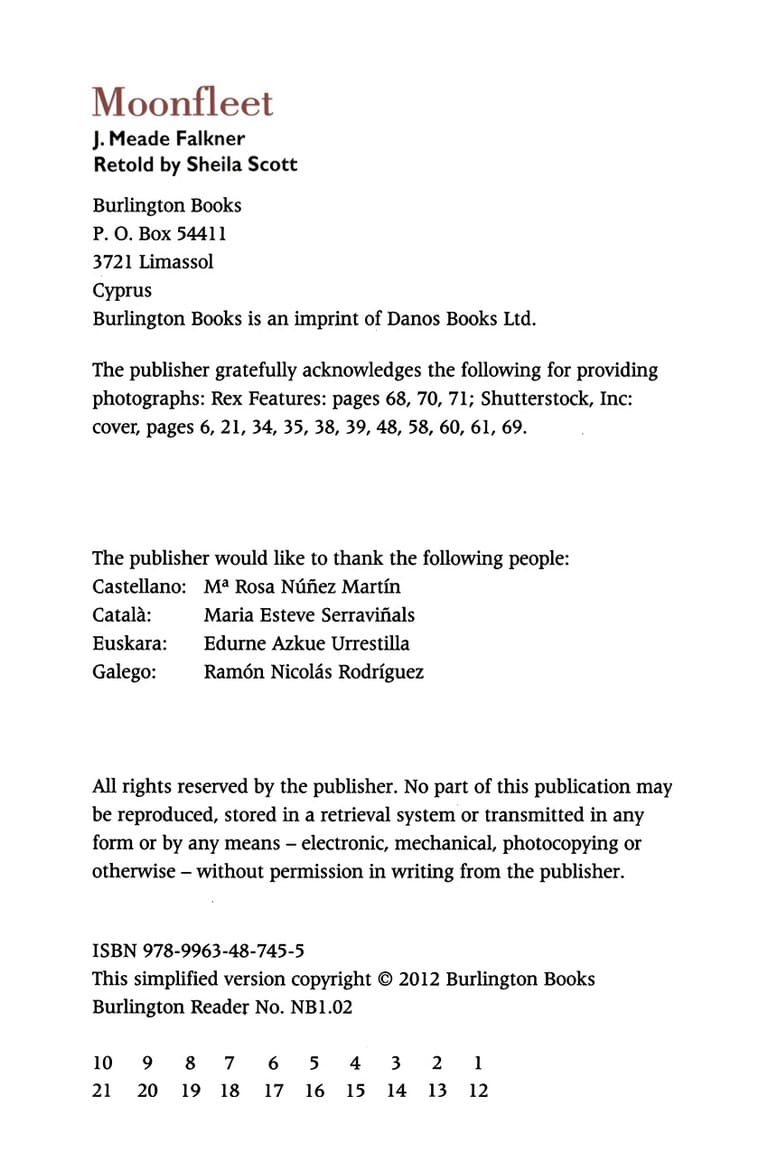 Moonfleet
J. Meade Falkner
Retold by Sheila Scott
Burlington Books
P. O. Box 54411
3721 Limassol
Cyprus
Burlington Books is an imprint of Danos Books Ltd.
The publisher gratefully acknowledges the following for providing
photographs: Rex Features: pages 68, 70, 71; Shutterstock, Inc:
cover, pages 6, 21, 34, 35, 38, 39, 48, 58, 60, 61, 69.
The publisher would like to thank the following people:
Castellano: Mª Rosa Núñez Martín
Català: Maria Esteve Serraviñals
Euskara: Edurne Azkue Urrestilla
Galego: Ramón Nicolás Rodríguez
All rights reserved by the publisher. No part of this publication may
be reproduced, stored in a retrieval system or transmitted in any
form or by any means – electronic, mechanical, photocopying or
otherwise – without permission in writing from the publisher.
ISBN 978-9963-48-745-5
This simplified version copyright © 2012 Burlington Books
Burlington Reader No. NB1.02
10 9 8 7 6 5 4 3 2 1
21 20 19 18 17 16 15 14 13 12